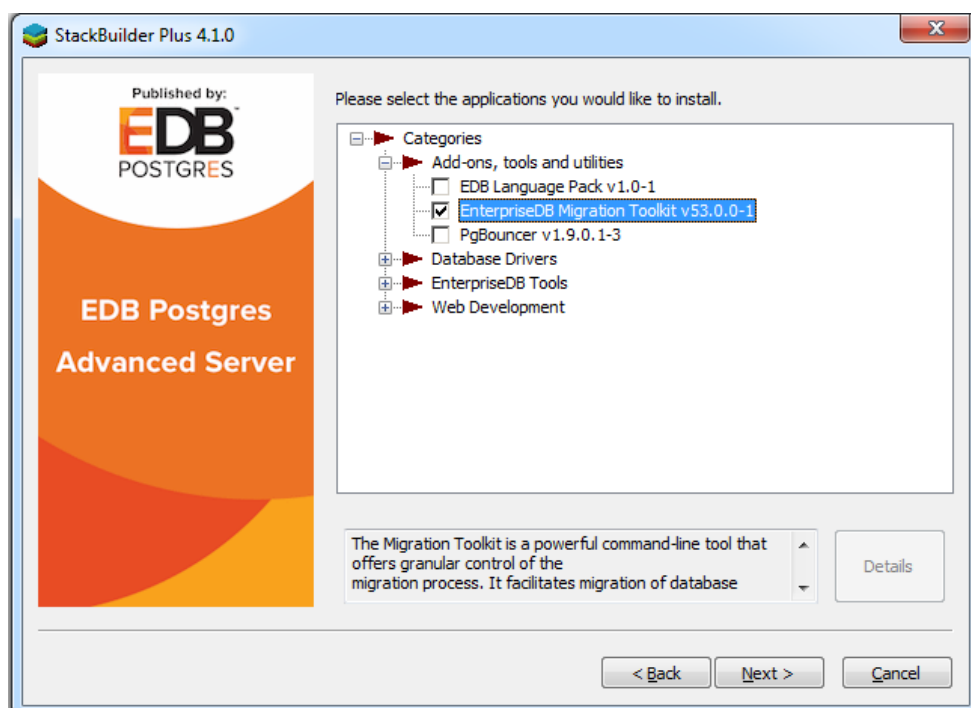 StackBuilder Plus 4.1.0
Published by:
EDB
POSTGRES
EDB Postgres
Advanced Server
Please select the applications you would like to install.
Categories
Add-ons, tools and utilities
EDB Language Pack v1.0-1
EnterpriseDB Migration Toolkit v53.0.0-1
PgBouncer v1.9.0.1-3
Database Drivers
EnterpriseDB Tools
Web Development
The Migration Toolkit is a powerful command-line tool that
offers granular control of the
migration process. It facilitates migration of database
Details
< Back
Next >
Cancel